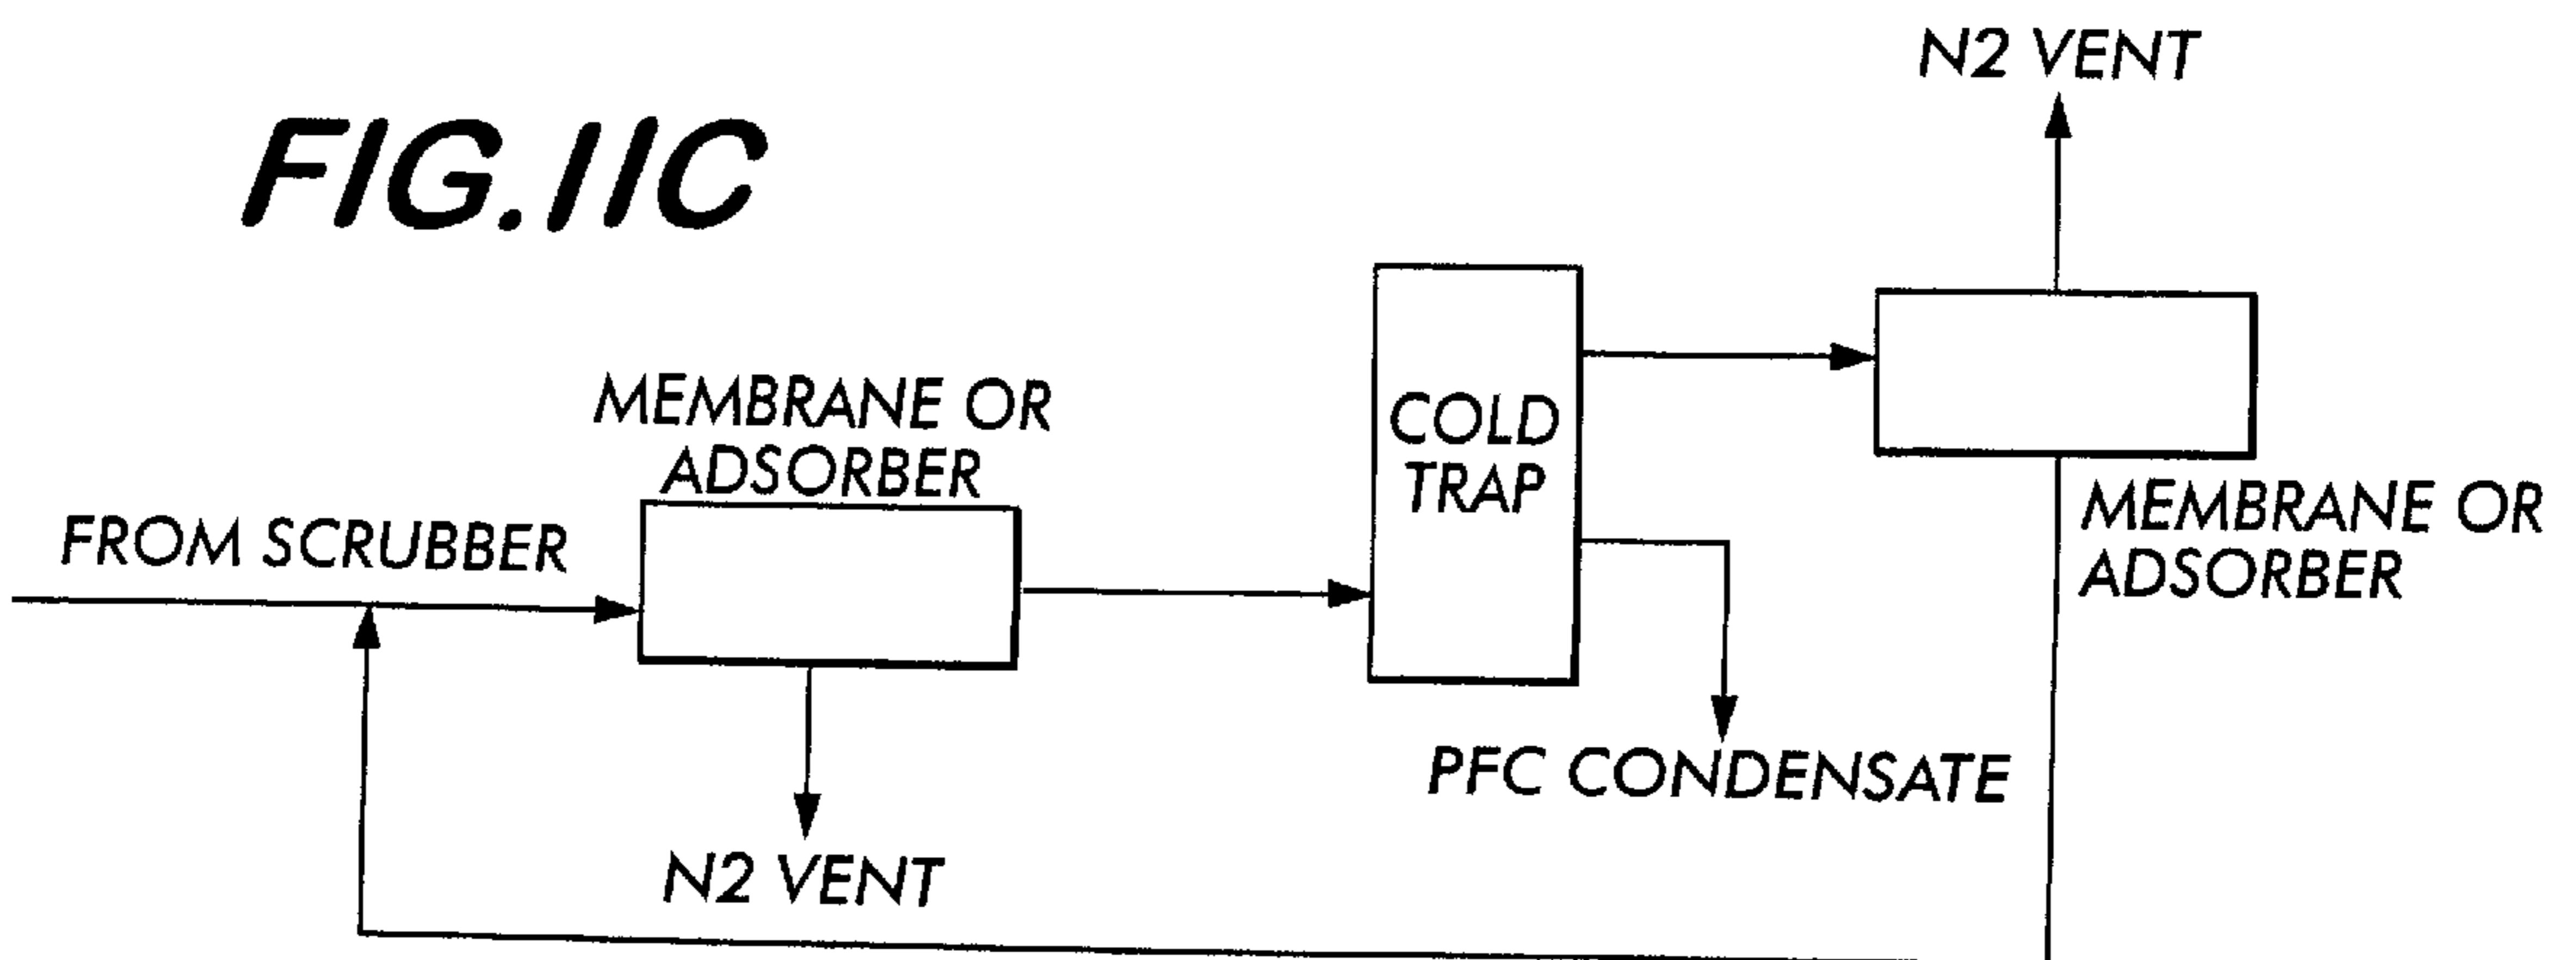 FIG. 11C
N2 VENT
MEMBRANE OR
ADSORBER
COLD
TRAP
FROM SCRUBBER
MEMBRANE OR
ADSORBER
PFC CONDENSATE
N2 VENT